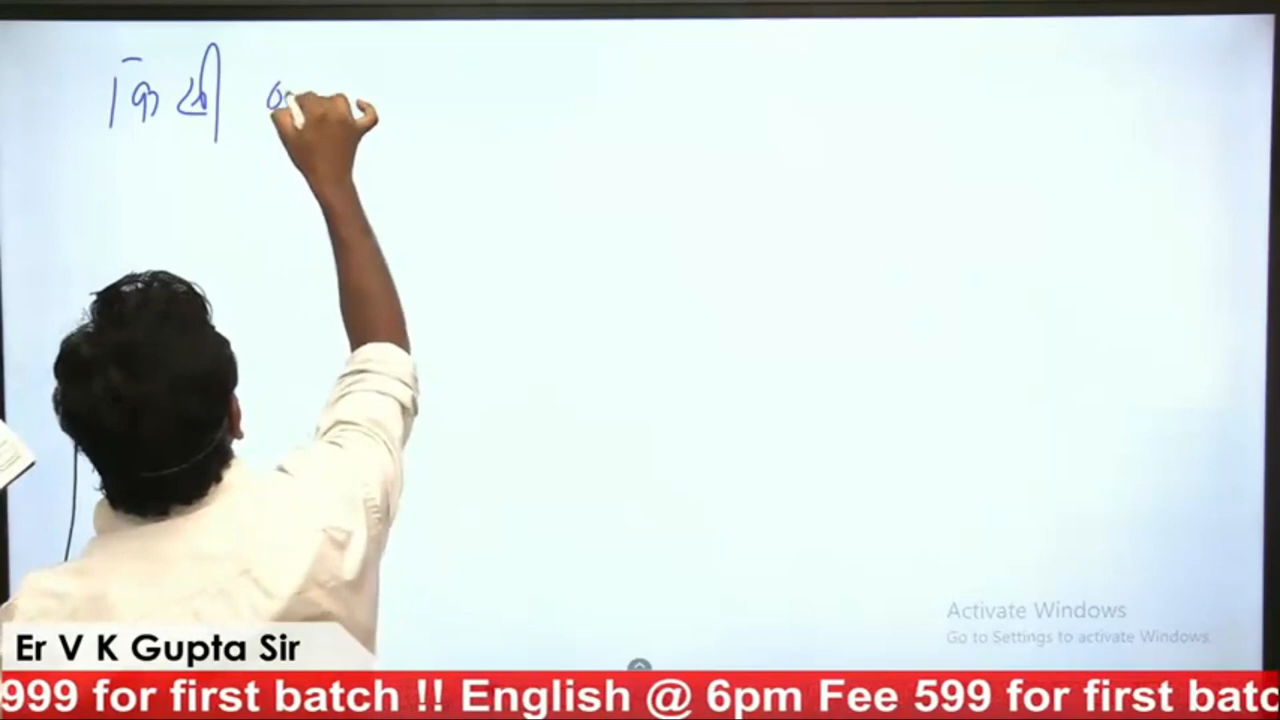 किसी
Activate Windows
Go to Settings to activate Windows
Er V K Gupta Sir
999 for first batch !! English @ 6pm Fee 599 for first batc